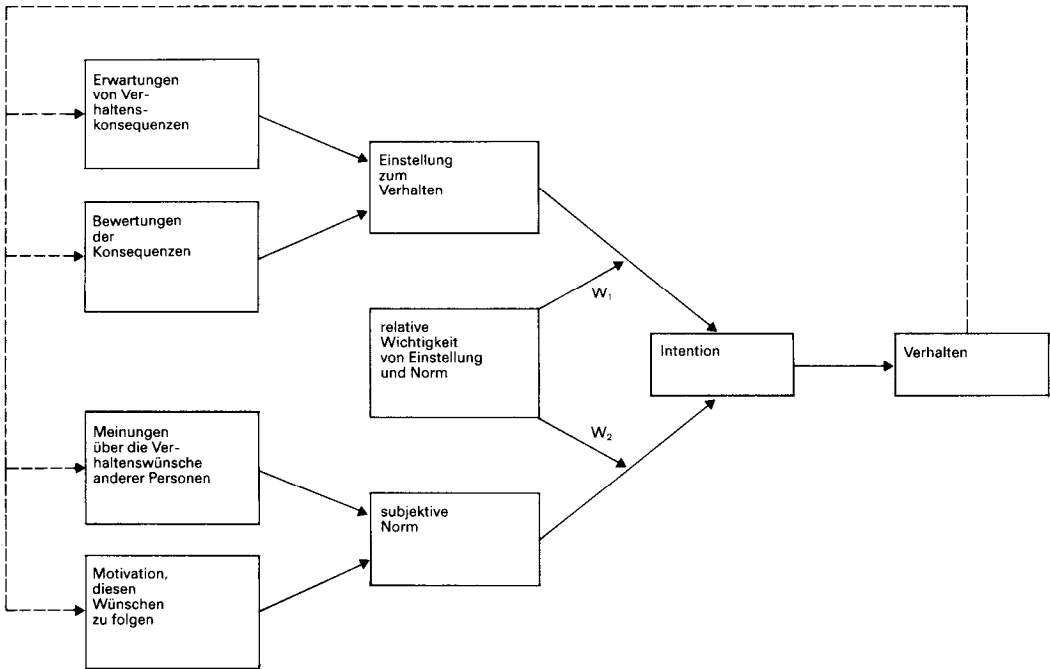 Erwartungen
von Ver-
haltens-
konsequenzen
Bewertungen
der
Konsequenzen
Einstellung
zum
Verhalten
relative
Wichtigkeit
von Einstellung
und Norm
W₁
W₂
Intention
Verhalten
Meinungen
über die Ver-
haltenswünsche
anderer Personen
Motivation,
diesen
Wünschen
zu folgen
subjektive
Norm